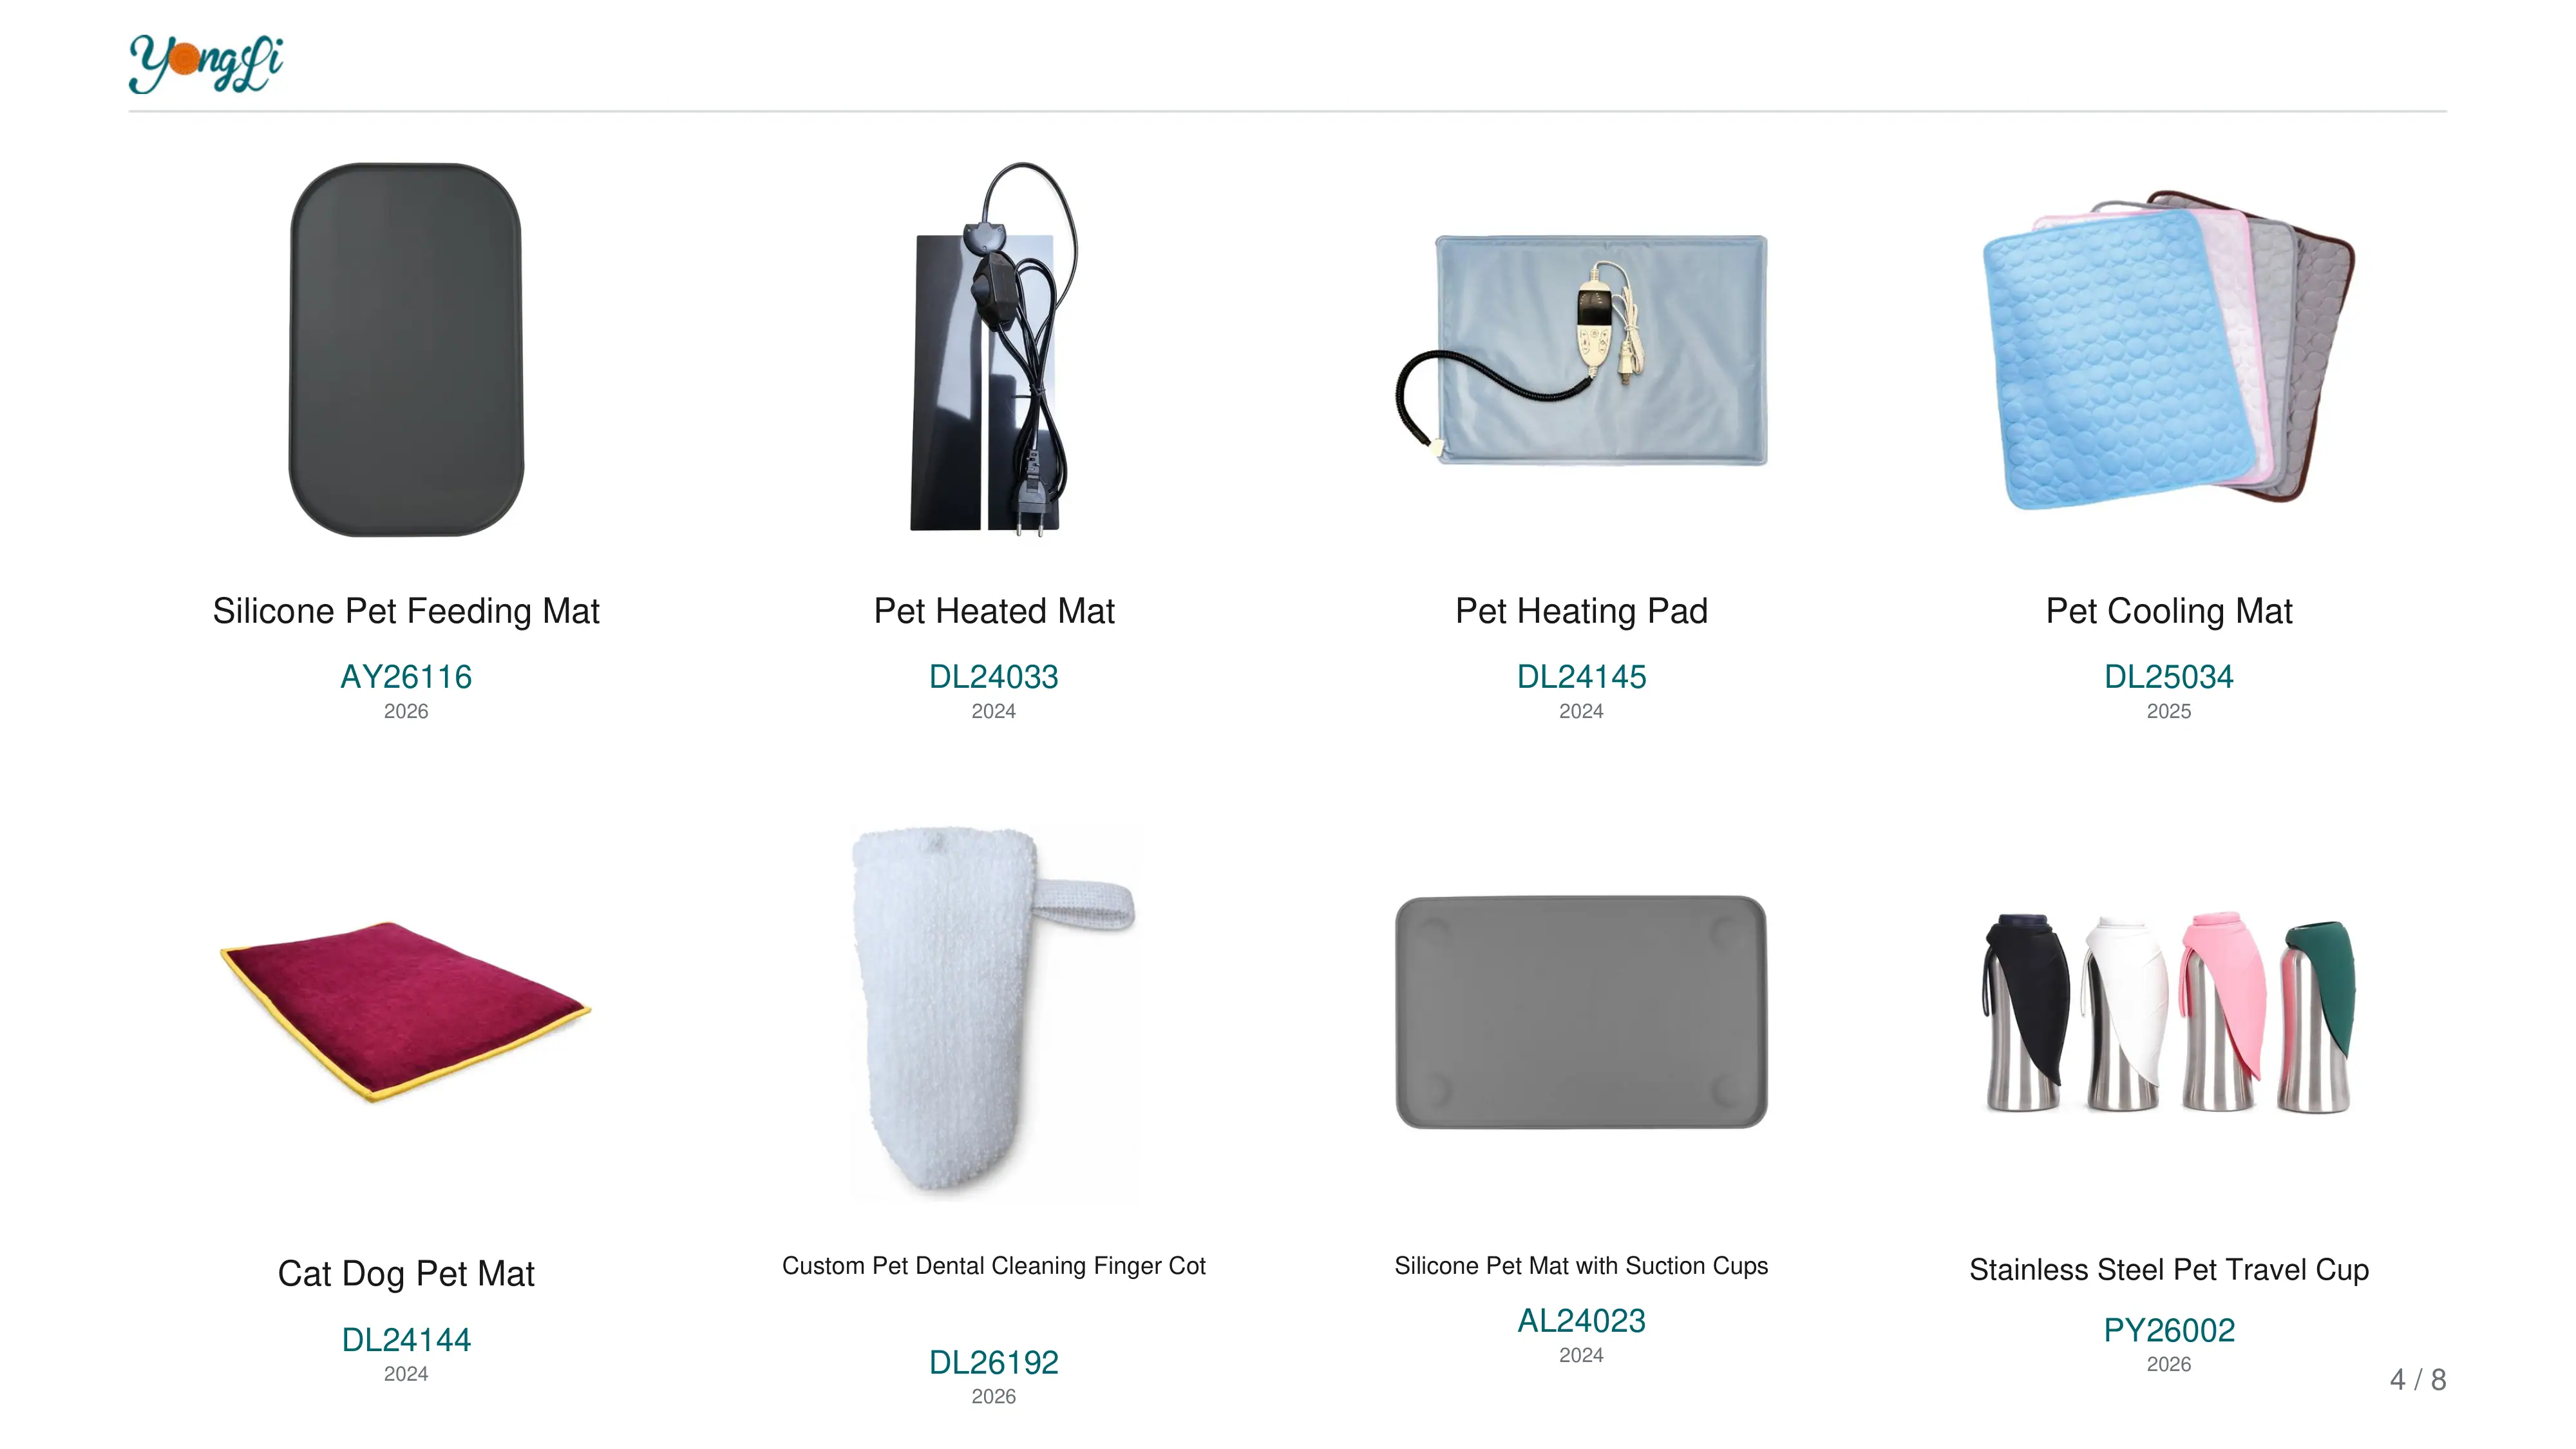 YongLi
Silicone Pet Feeding Mat
AY26116
2026
Pet Heated Mat
DL24033
2024
Pet Heating Pad
DL24145
2024
Pet Cooling Mat
DL25034
2025
Cat Dog Pet Mat
DL24144
2024
Custom Pet Dental Cleaning Finger Cot
DL26192
2026
Silicone Pet Mat with Suction Cups
AL24023
2024
Stainless Steel Pet Travel Cup
PY26002
2026
4 / 8